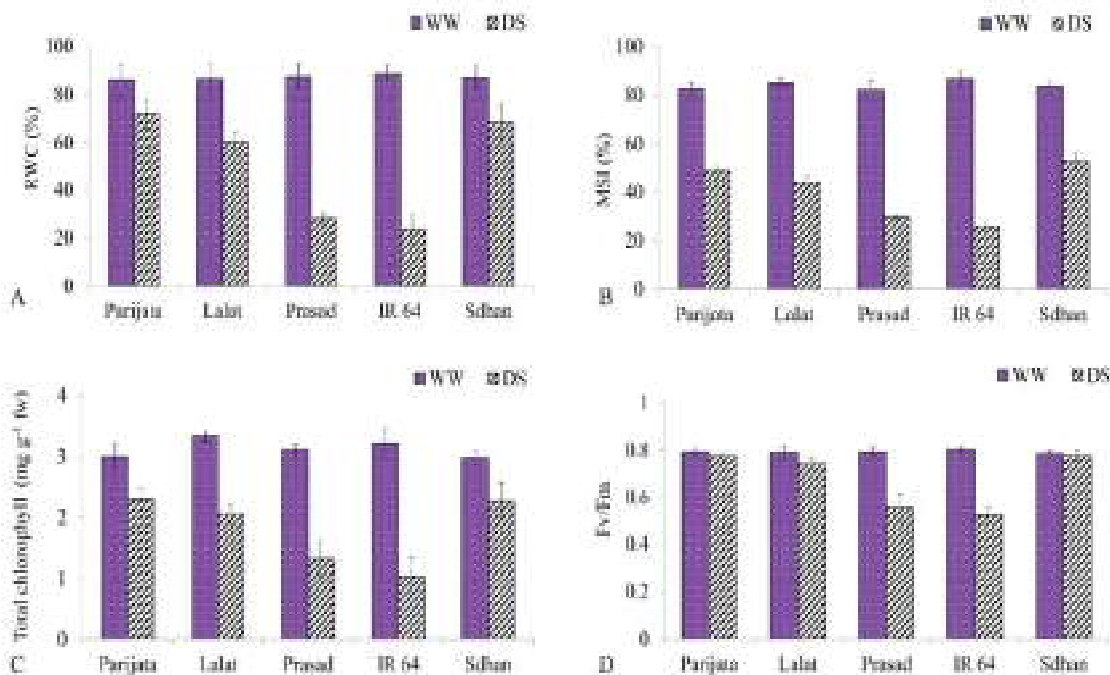 WW DS
100
80
60
40
20
0
RWC (%)
A
Parijata Lalat Prasad IR 64 Sdhan
WW DS
100
80
60
40
20
0
MSI (%)
B
Parijata Lalat Prasad IR 64 Sdhan
WW DS
4
3
2
1
0
Total chlorophyll (mg g⁻¹ fw)
C
Parijata Lalat Prasad IR 64 Sdhan
WW DS
1
0.8
0.6
0.4
0.2
0
Fv/Fm
D
Parijata Lalat Prasad IR 64 Sdhan